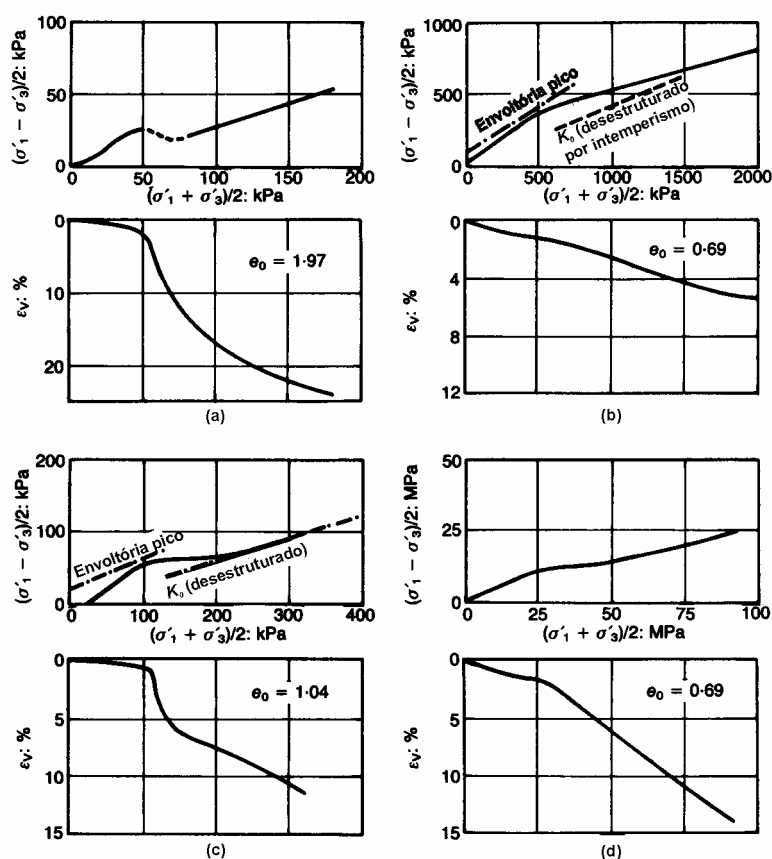 100
50
0
(σ′₁ − σ′₃)/2: kPa
0 50 100 150 200
(σ′₁ + σ′₃)/2: kPa
0
10
20
εᵥ: %
e₀ = 1·97
(a)
1000
500
0
(σ′₁ − σ′₃)/2: kPa
Envoltória pico
K₀ (desestruturado
por intemperismo)
0 500 1000 1500 2000
(σ′₁ + σ′₃)/2: kPa
0
4
8
12
εᵥ: %
e₀ = 0·69
(b)
200
100
0
(σ′₁ − σ′₃)/2: kPa
Envoltória pico
K₀ (desestruturado)
0 100 200 300 400
(σ′₁ + σ′₃)/2: kPa
0
5
10
15
εᵥ: %
e₀ = 1·04
(c)
50
25
0
(σ′₁ − σ′₃)/2: MPa
0 25 50 75 100
(σ′₁ + σ′₃)/2: MPa
0
5
10
15
εᵥ: %
e₀ = 0·69
(d)